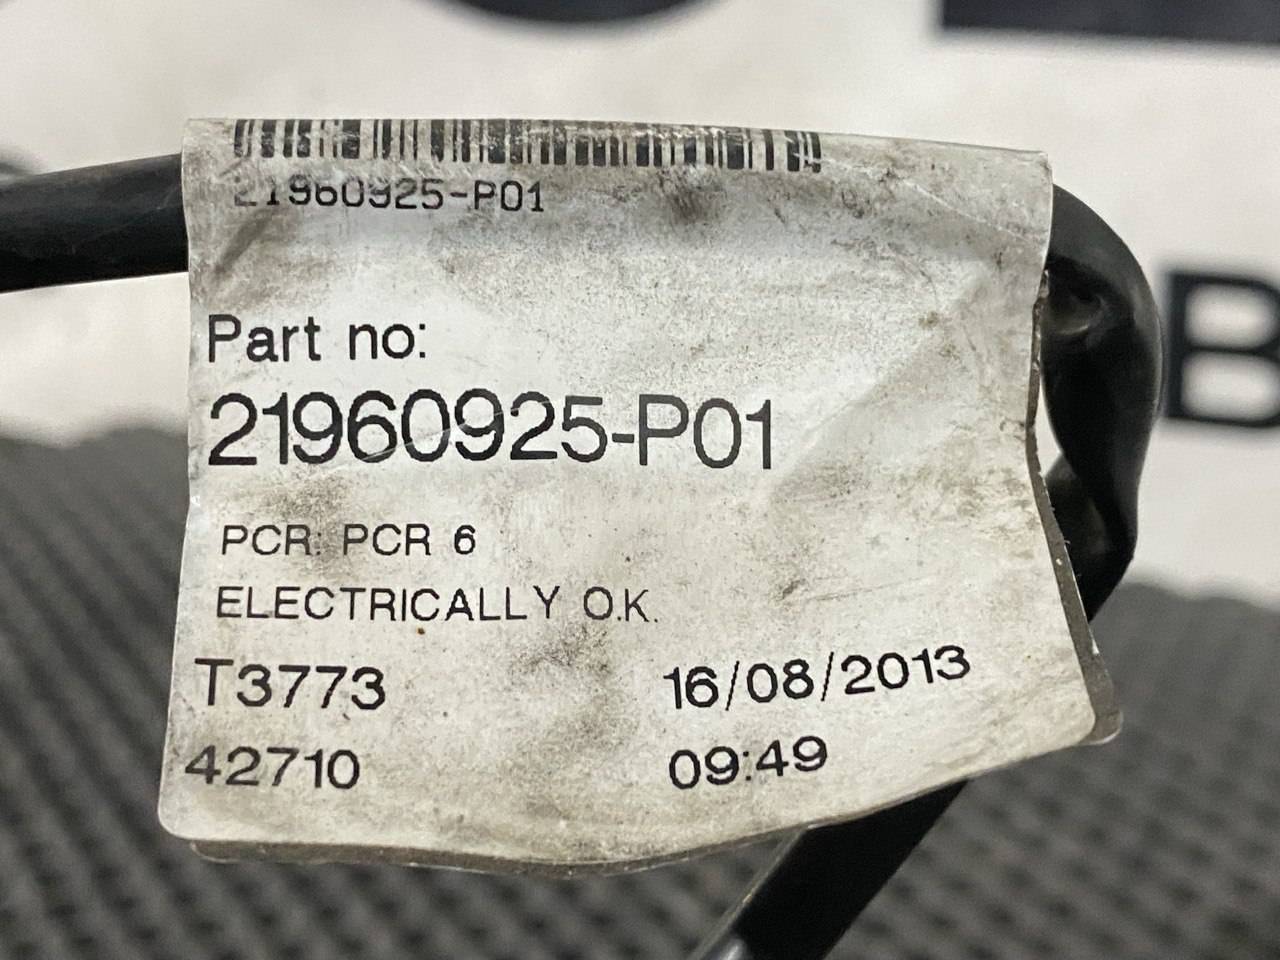 21960925-P01
Part no:
21960925-P01
PCR: PCR 6
ELECTRICALLY O.K.
T3773 16/08/2013
42710 09:49
B